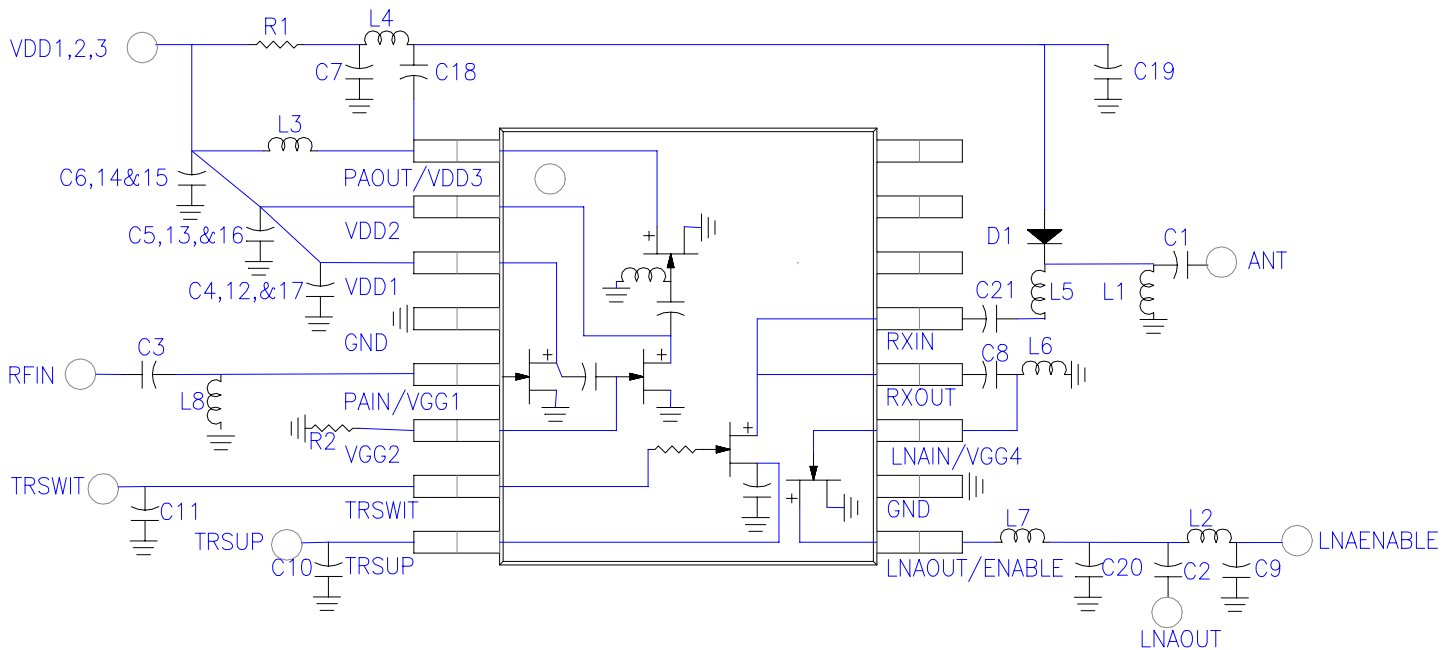 L4
R1
VDD1,2,3
C7
C18
C19
L3
C6,14&15
PAOUT/VDD3
C5,13,&16
VDD2
D1
C1
ANT
C4,12,&17
VDD1
C21
L5
L1
GND
RXIN
C3
C8
L6
RFIN
L8
PAIN/VGG1
RXOUT
R2
VGG2
LNAIN/VGG4
TRSWIT
C11
TRSWIT
GND
L7
L2
TRSUP
LNAENABLE
C10
TRSUP
LNAOUT/ENABLE
C20
C2
C9
LNAOUT